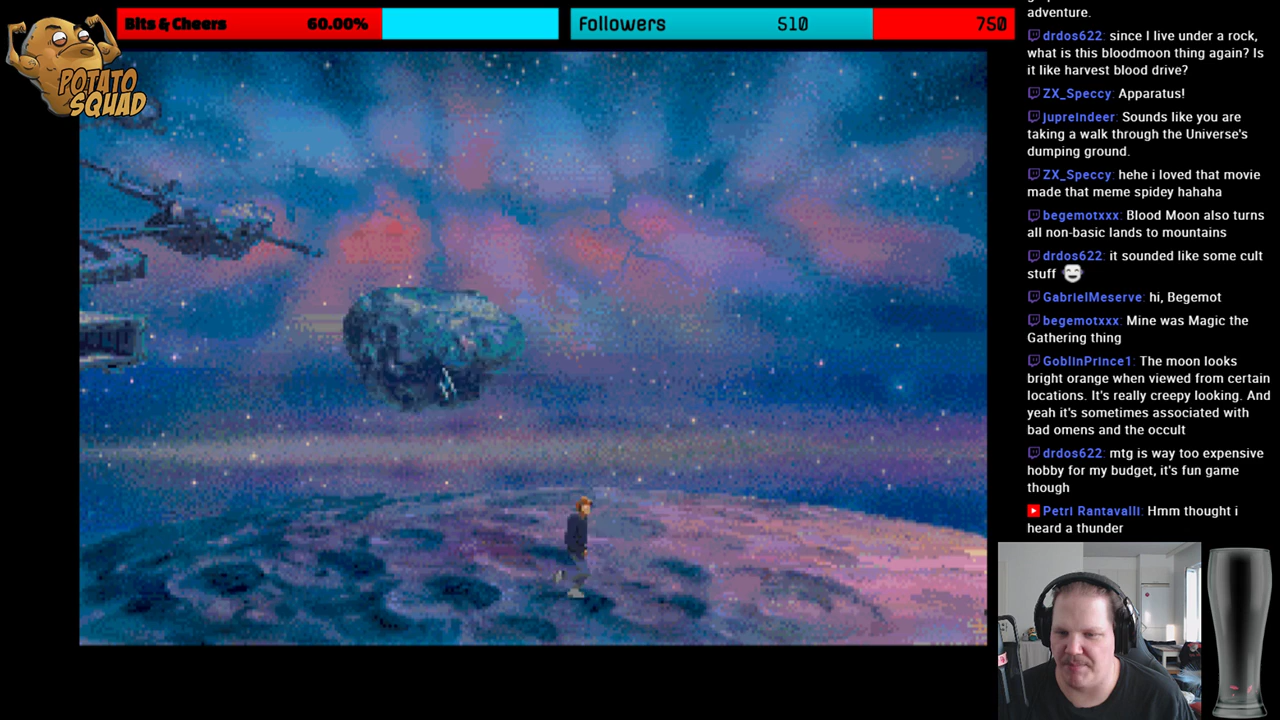 Bits & Cheers 60.00%
Followers 510 750
POTATO
SQUAD
adventure.
drdos622: since I live under a rock,
what is this bloodmoon thing again? Is
it like harvest blood drive?
ZX_Speccy: Apparatus!
jupreindeer: Sounds like you are
taking a walk through the Universe's
dumping ground.
ZX_Speccy: hehe i loved that movie
made that meme spidey hahaha
begemotxxx: Blood Moon also turns
all non-basic lands to mountains
drdos622: it sounded like some cult
stuff
GabrielMeserve: hi, Begemot
begemotxxx: Mine was Magic the
Gathering thing
GoblinPrince1: The moon looks
bright orange when viewed from certain
locations. It's really creepy looking. And
yeah it's sometimes associated with
bad omens and the occult
drdos622: mtg is way too expensive
hobby for my budget, it's fun game
though
Petri Rantavalli: Hmm thought i
heard a thunder